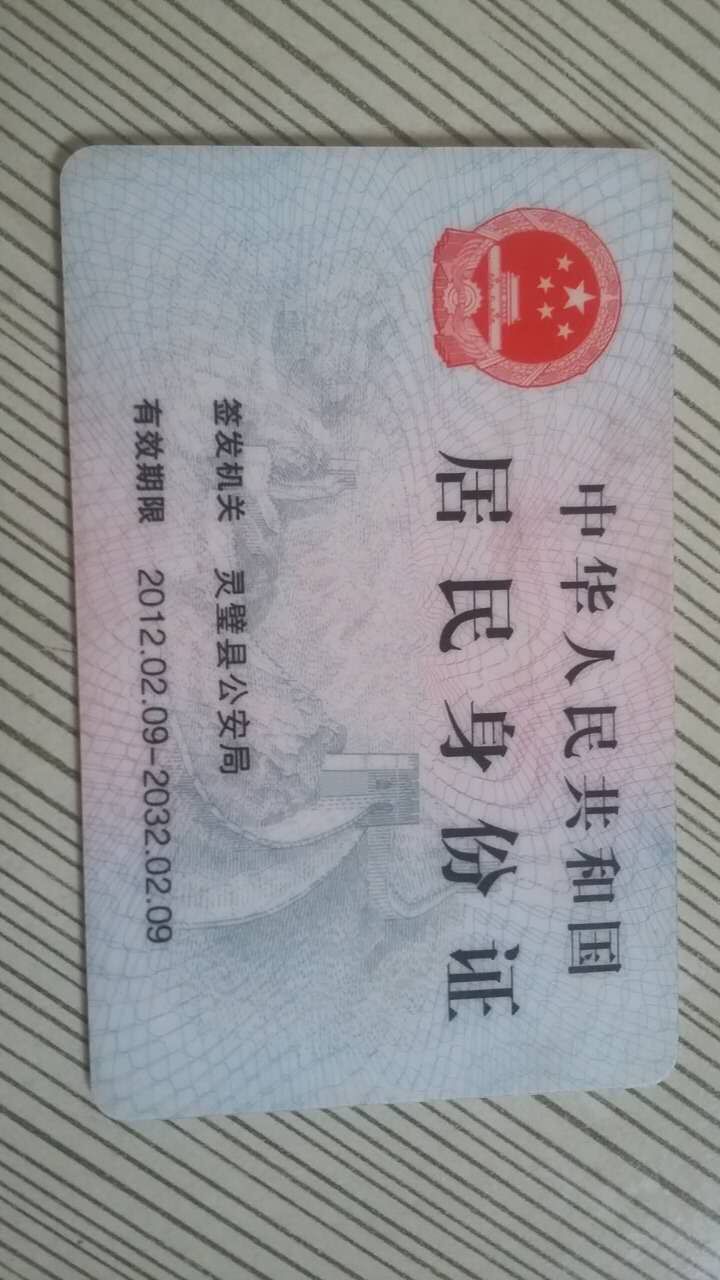 中华人民共和国
居民身份证
签发机关 灵璧县公安局
有效期限 2012.02.09-2032.02.09